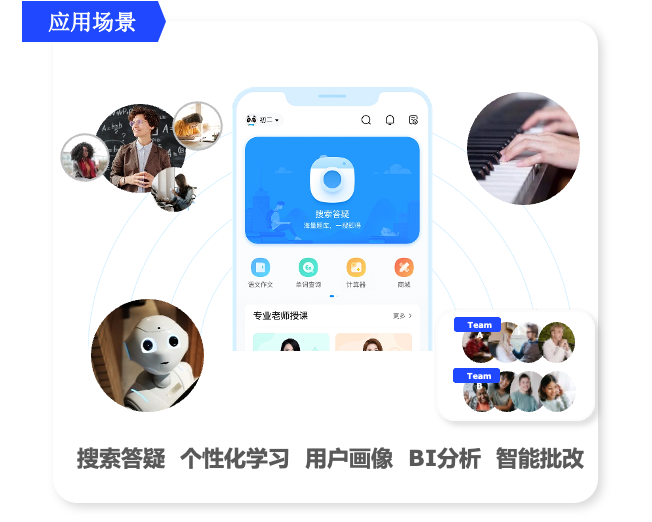 应用场景
初二
搜索答疑
海量题库，一搜即得
语文作文
单词查询
计算器
商城
专业老师授课
更多 >
Team
A
Team
B
搜索答疑 个性化学习 用户画像 BI分析 智能批改